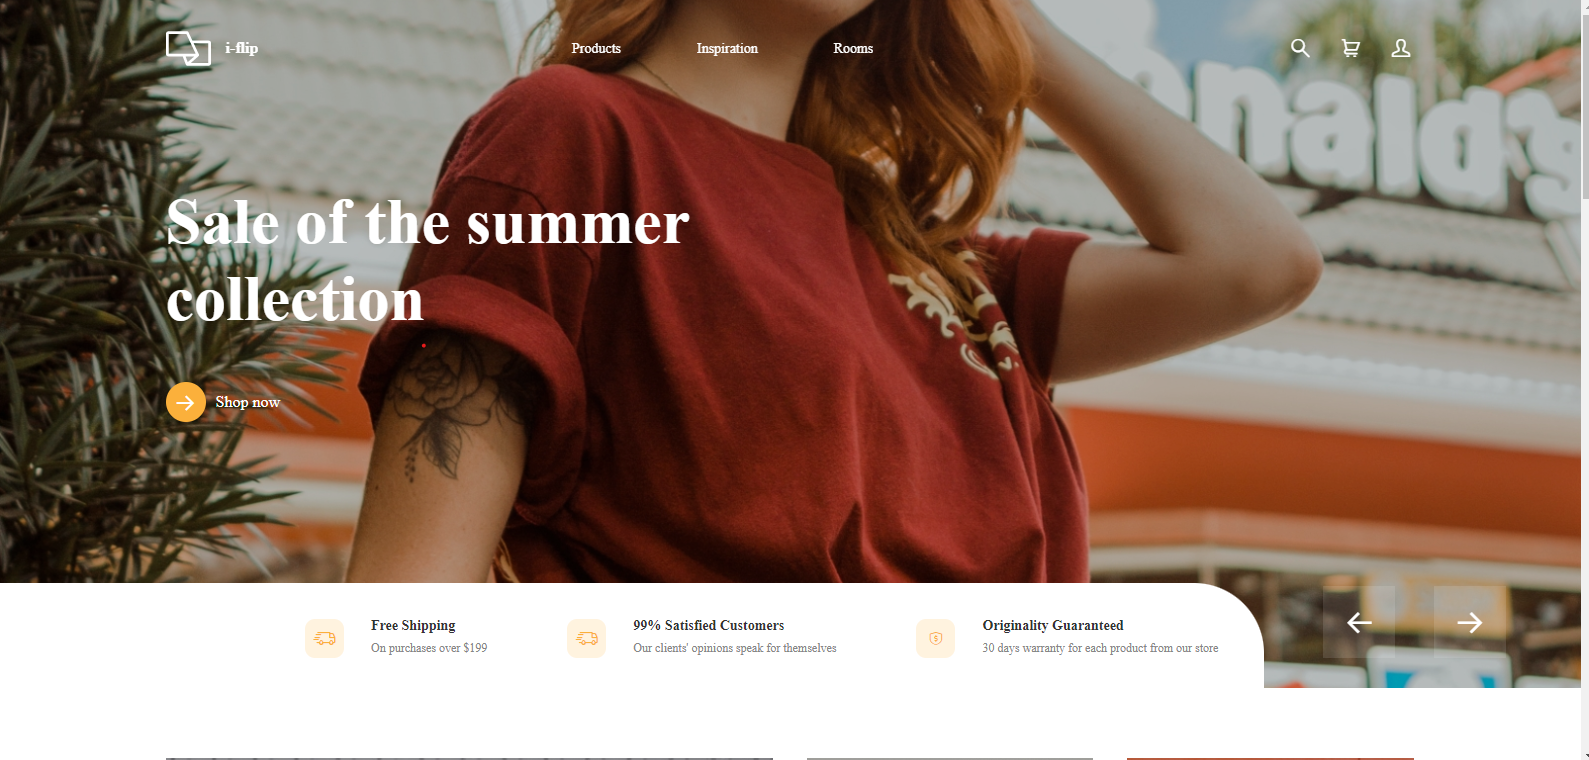 i-flip
Products
Inspiration
Rooms
onald's
Sale of the summer
collection
Shop now
Free Shipping
On purchases over $199
99% Satisfied Customers
Our clients' opinions speak for themselves
Originality Guaranteed
30 days warranty for each product from our store